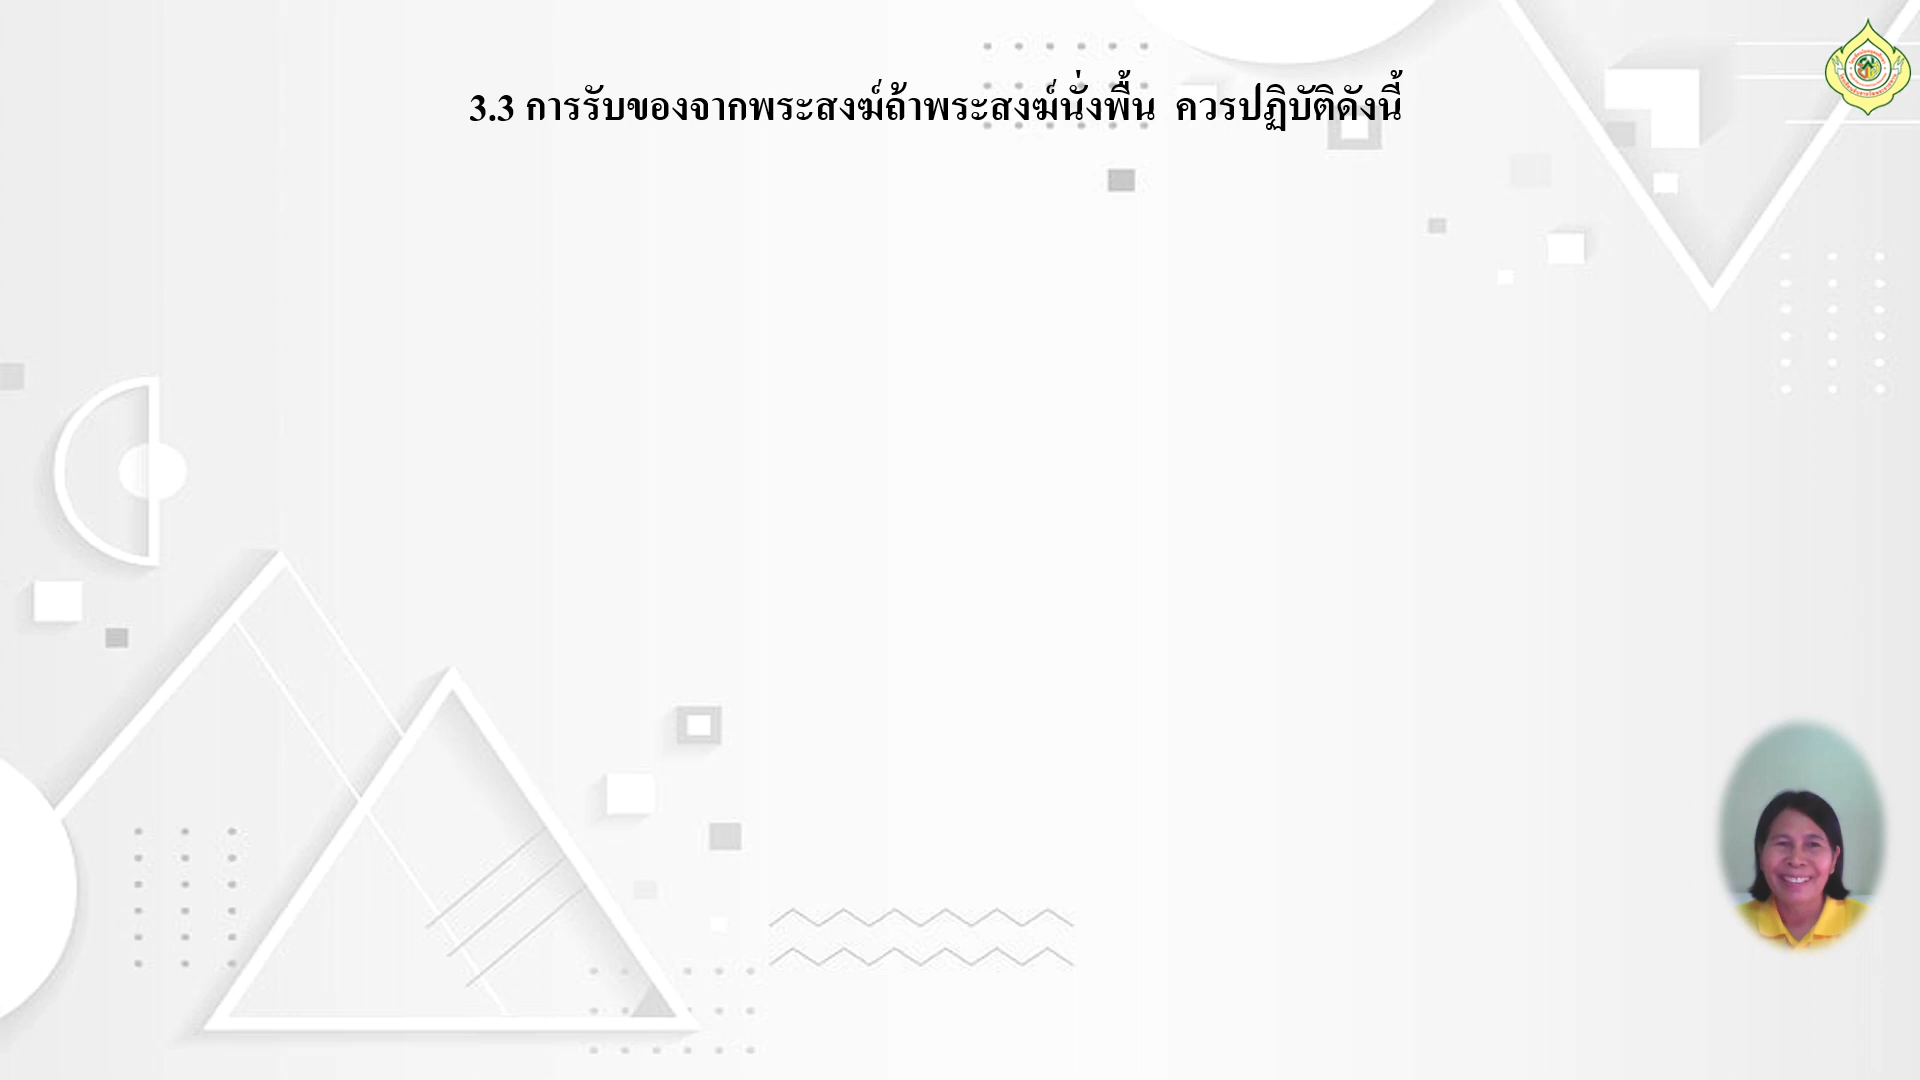 3.3 การรับของจากพระสงฆ์ถ้าพระสงฆ์นั่งพื้น  ควรปฏิบัติดังนี้